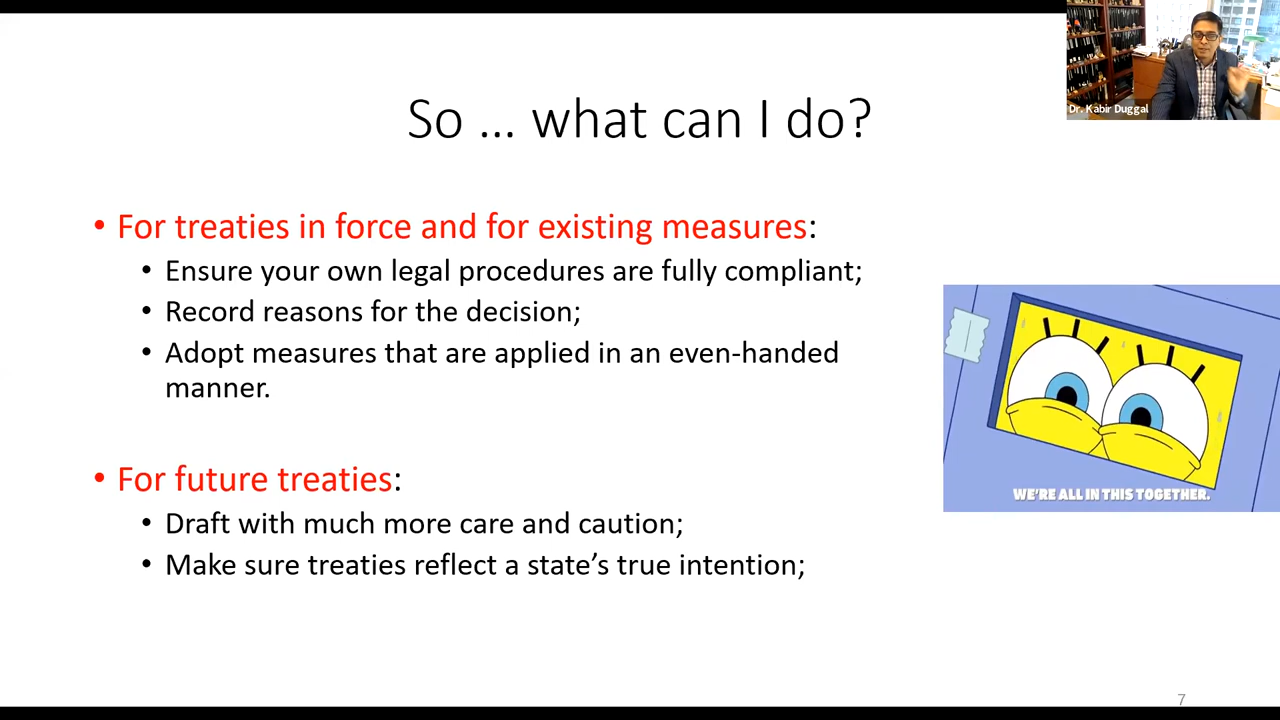 Dr. Kabir Duggal
So ... what can I do?
• For treaties in force and for existing measures:
• Ensure your own legal procedures are fully compliant;
• Record reasons for the decision;
• Adopt measures that are applied in an even-handed
manner.
WE'RE ALL IN THIS TOGETHER.
• For future treaties:
• Draft with much more care and caution;
• Make sure treaties reflect a state’s true intention;
7